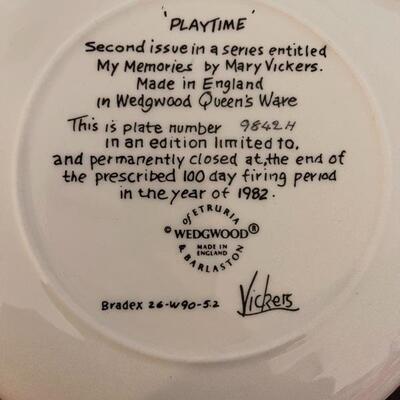 'PLAYTIME'
Second issue in a series entitled
My Memories by Mary Vickers.
Made in England
in Wedgwood Queen's Ware
This is plate number 9842H
in an edition limited to,
and permanently closed at, the end of
the prescribed 100 day firing period
in the year of 1982.
OF ETRURIA
© WEDGWOOD®
MADE IN
ENGLAND
& BARLASTON
Bradex 26-W90-5.2 Vickers